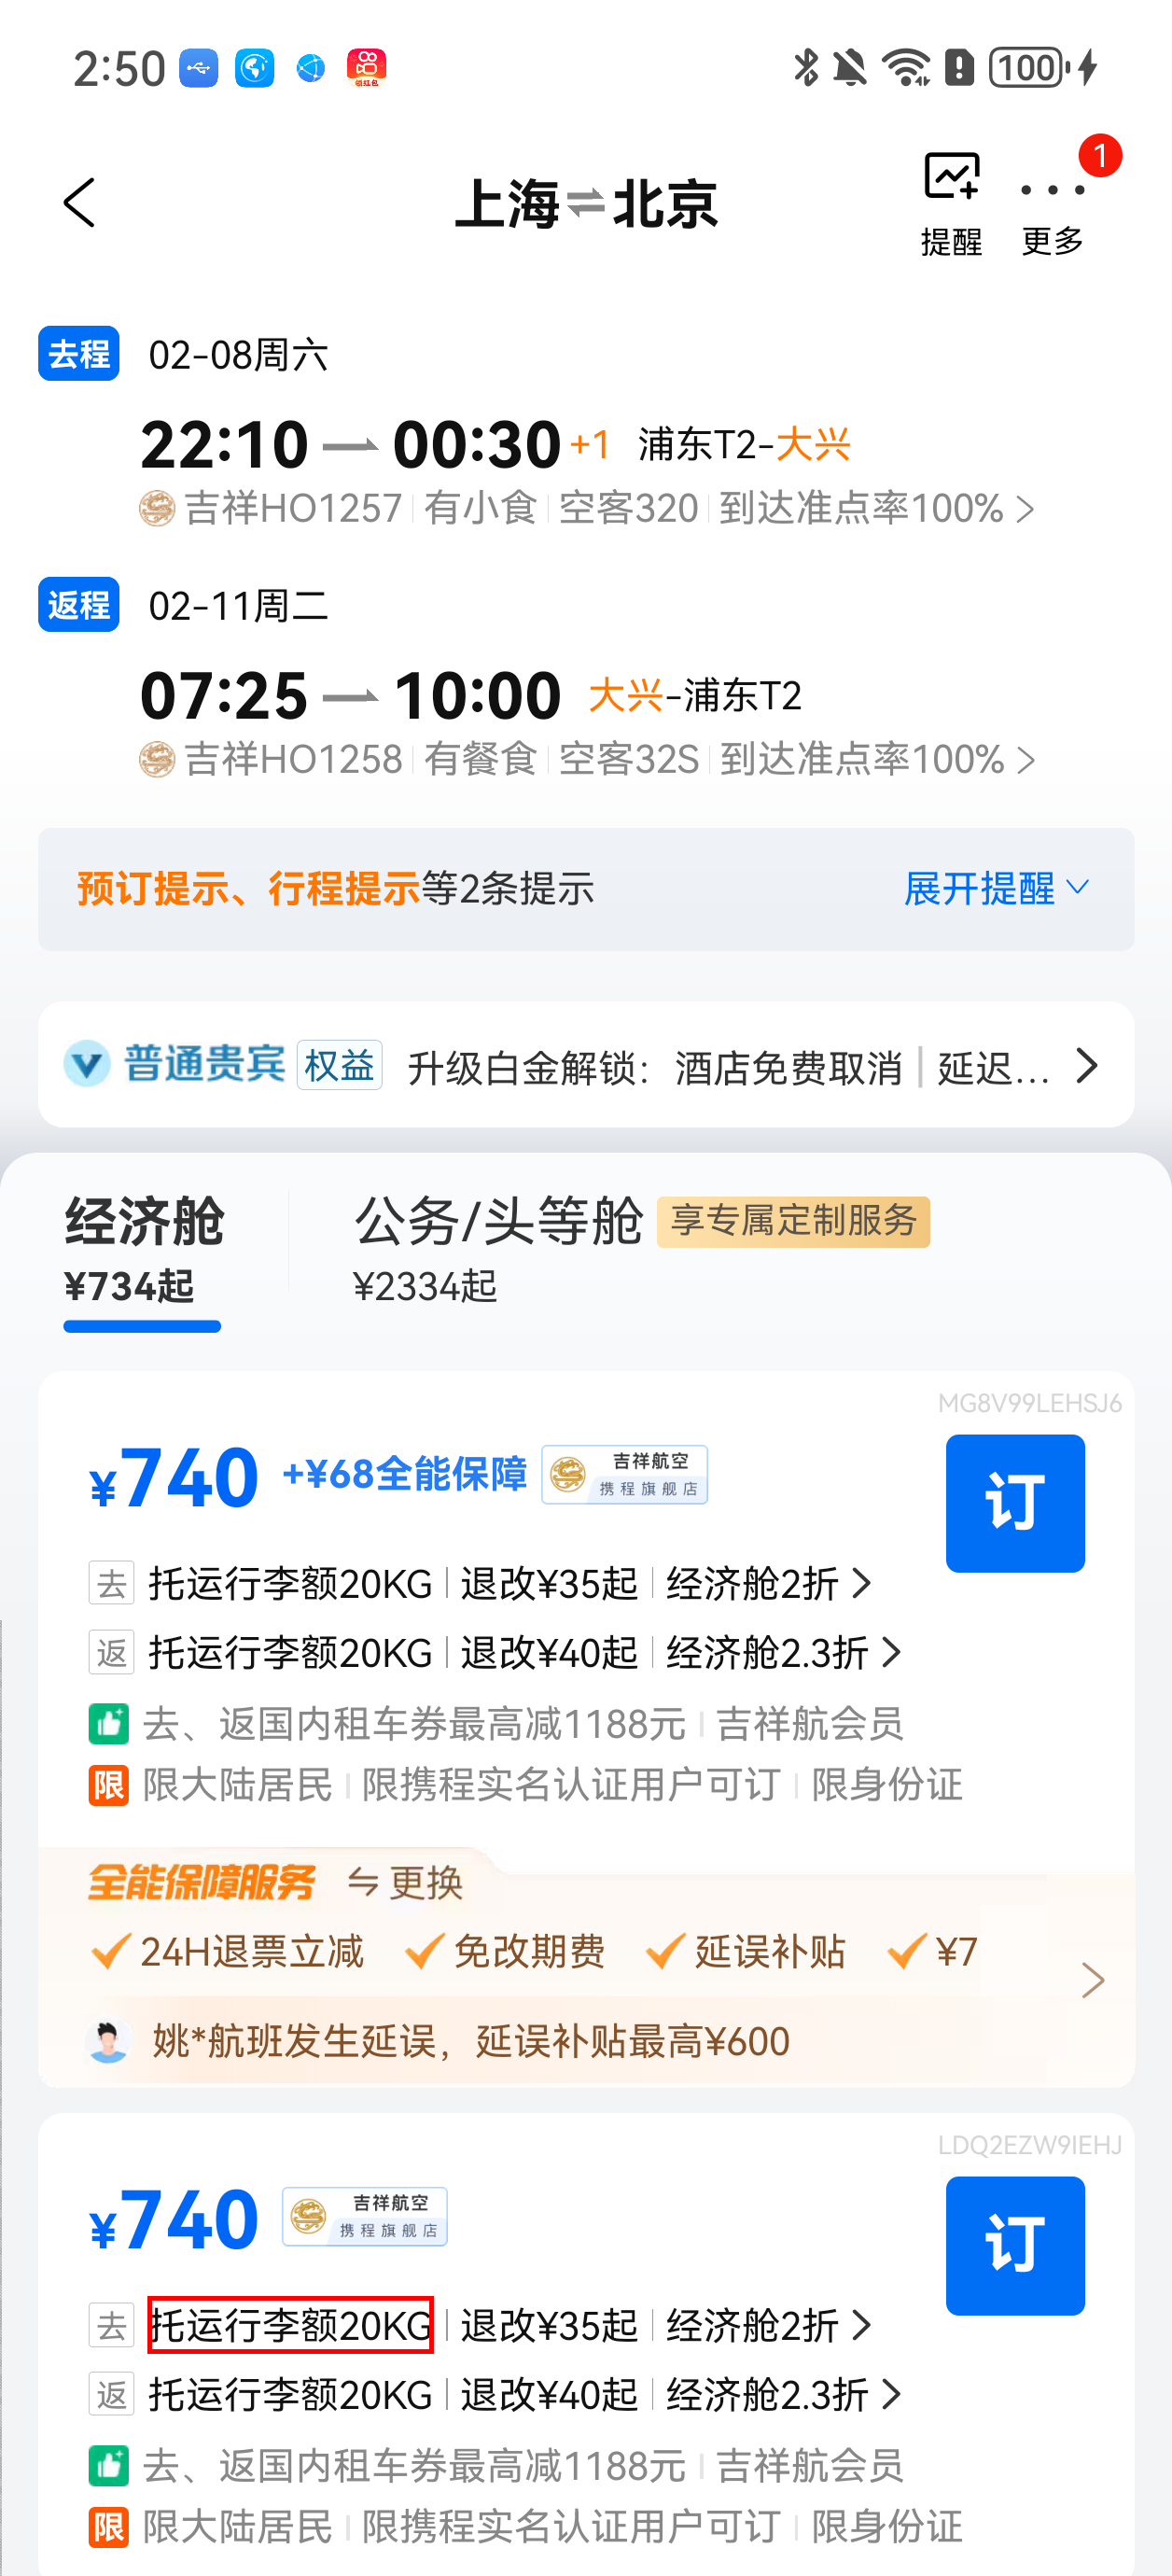 2:50
领红包
100
上海⇌北京
提醒
更多
1
去程 02-08周六
22:10 00:30 +1 浦东T2-大兴
吉祥HO1257 | 有小食 | 空客320 | 到达准点率100% >
返程 02-11周二
07:25 10:00 大兴-浦东T2
吉祥HO1258 | 有餐食 | 空客32S | 到达准点率100% >
预订提示、行程提示等2条提示 展开提醒
普通贵宾 权益 升级白金解锁：酒店免费取消 | 延迟... >
经济舱 公务/头等舱 享专属定制服务
¥734起 ¥2334起
MG8V99LEHSJ6
¥740 +¥68全能保障 吉祥航空 携程旗舰店
订
去 托运行李额20KG | 退改¥35起 | 经济舱2折 >
返 托运行李额20KG | 退改¥40起 | 经济舱2.3折 >
去、返国内租车券最高减1188元 | 吉祥航会员
限 限大陆居民 | 限携程实名认证用户可订 | 限身份证
全能保障服务 ⇋更换
24H退票立减 免改期费 延误补贴 ¥7
姚*航班发生延误，延误补贴最高¥600
LDQ2EZW9IEHJ
¥740 吉祥航空 携程旗舰店
订
去 托运行李额20KG | 退改¥35起 | 经济舱2折 >
返 托运行李额20KG | 退改¥40起 | 经济舱2.3折 >
去、返国内租车券最高减1188元 | 吉祥航会员
限 限大陆居民 | 限携程实名认证用户可订 | 限身份证